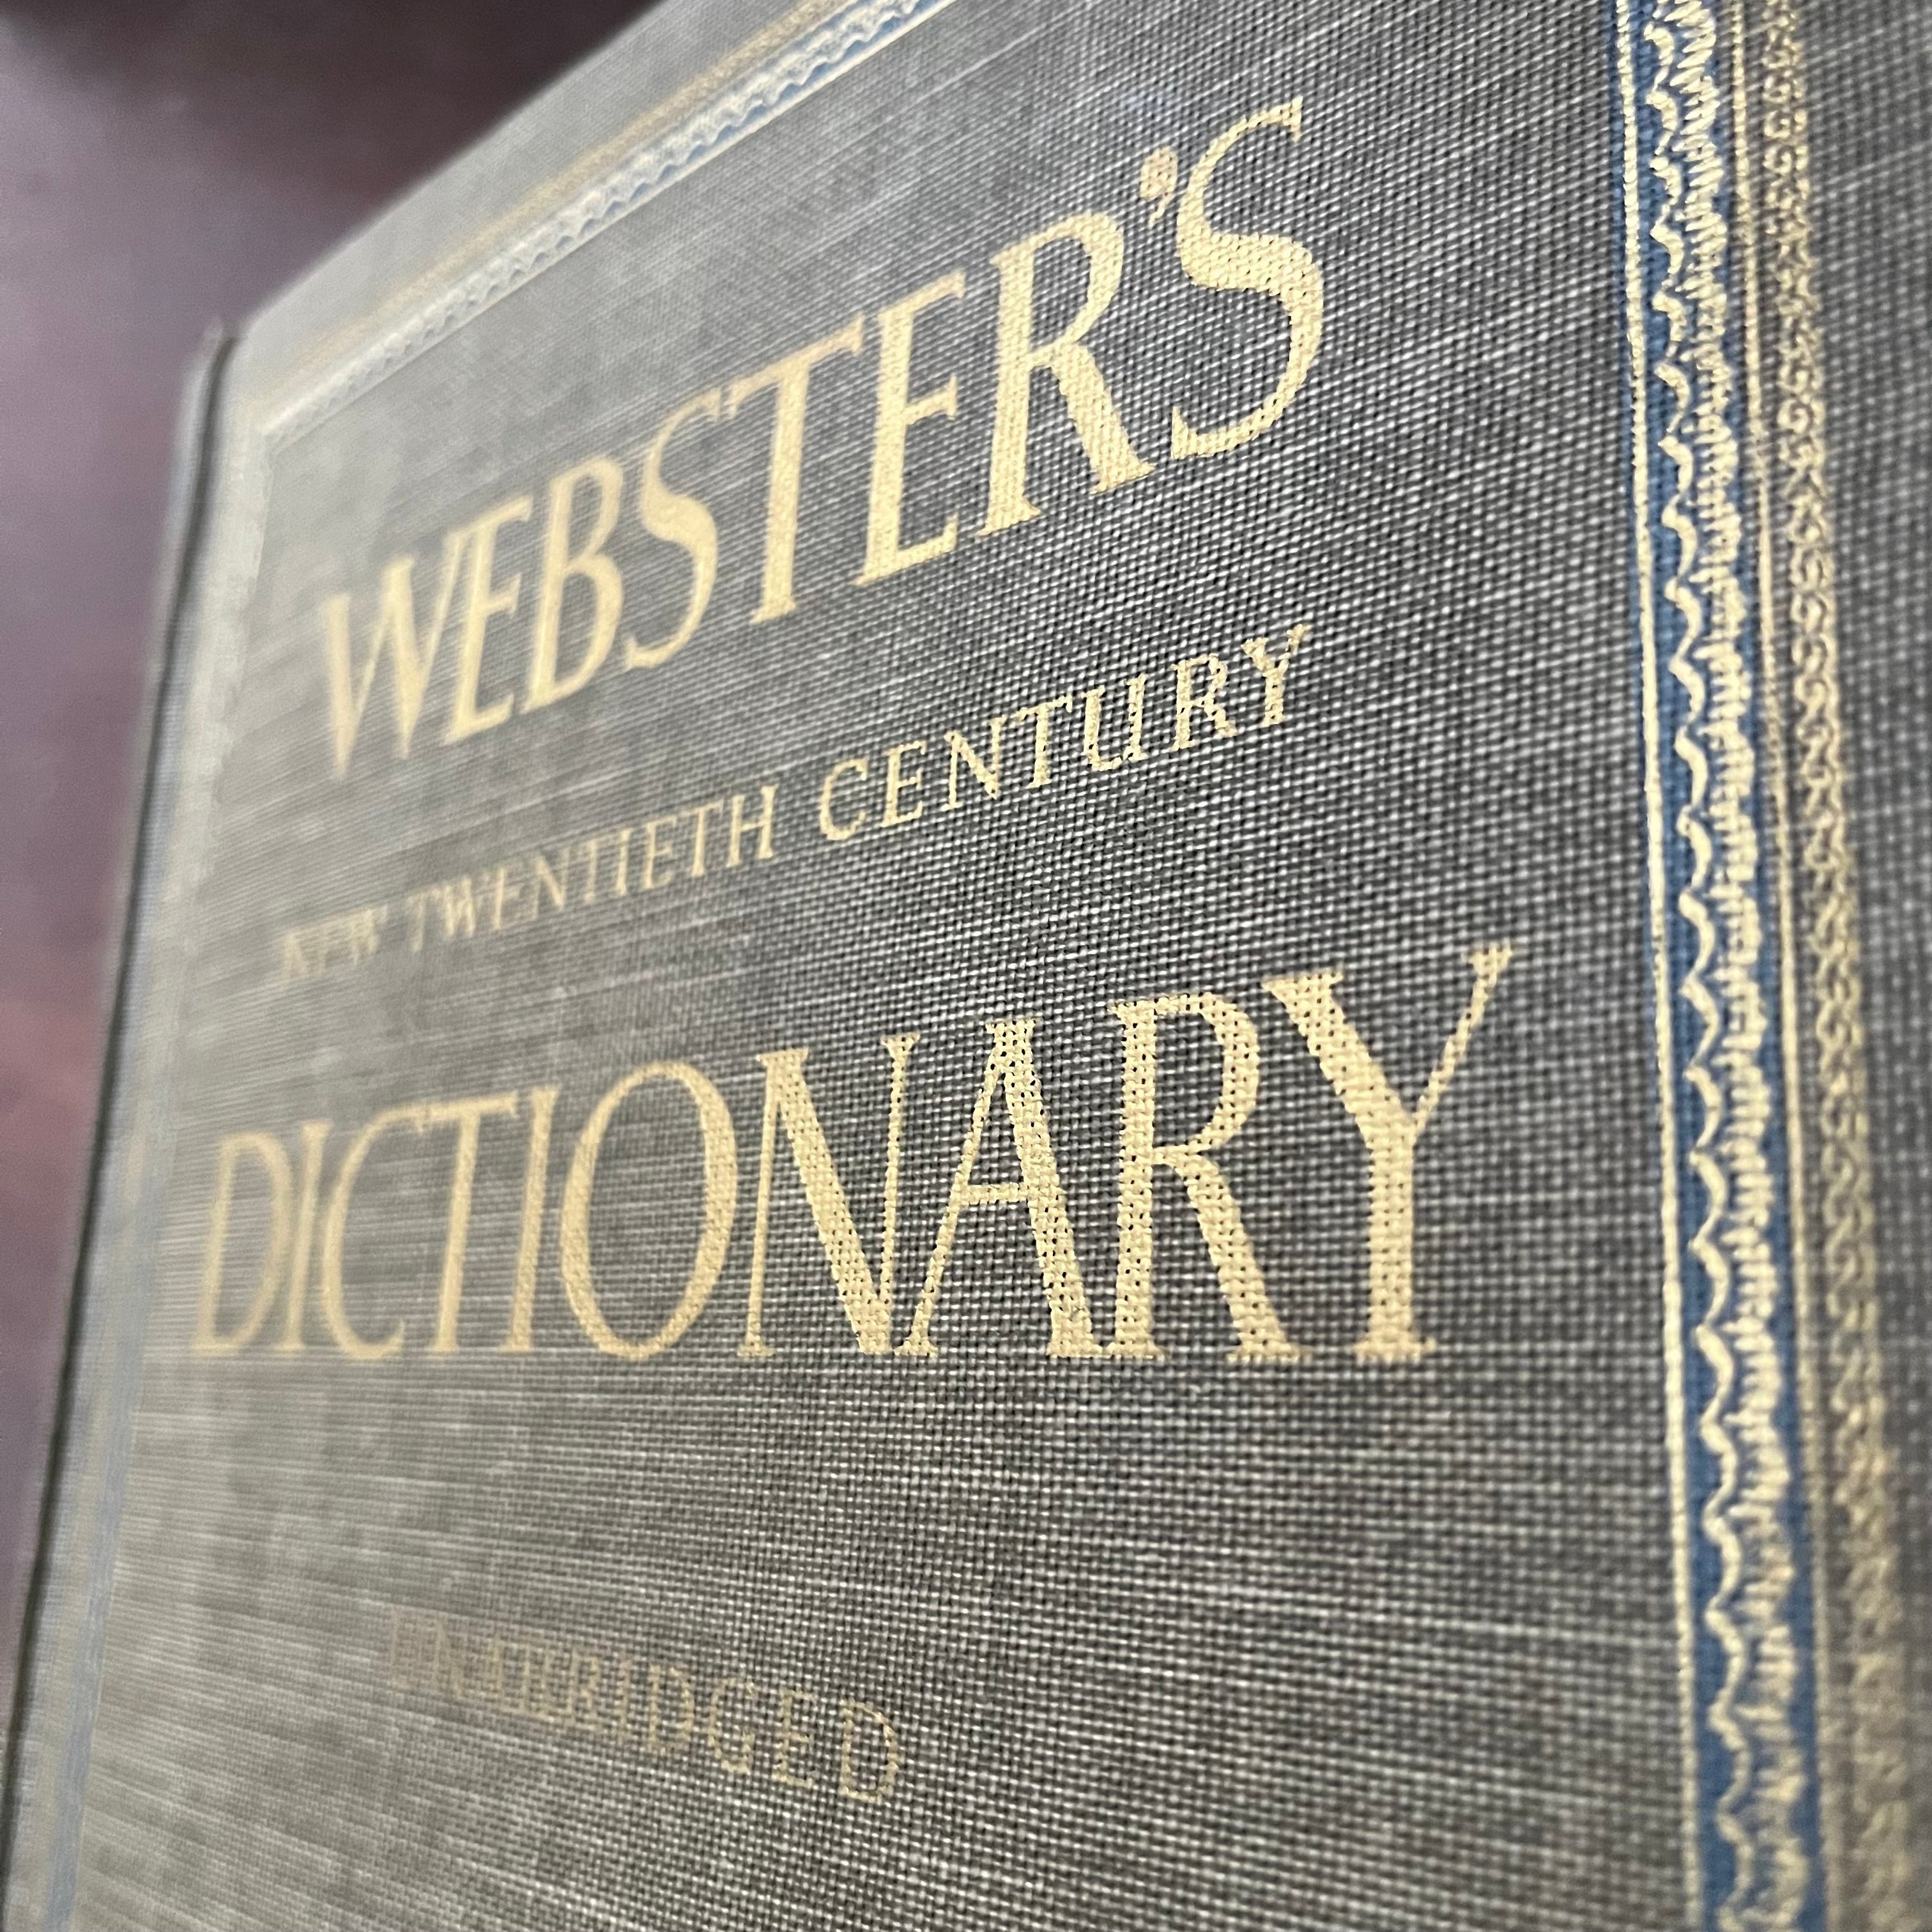 WEBSTER'S
NEW TWENTIETH CENTURY
DICTIONARY
UNABRIDGED